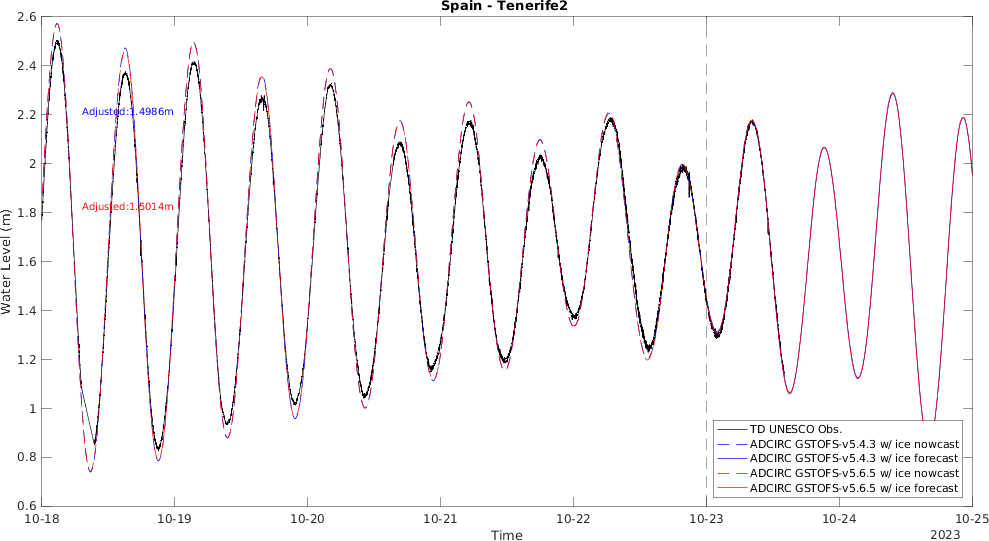 Spain - Tenerife2
2.6
2.4
2.2
2
1.8
1.6
1.4
1.2
1
0.8
0.6
Water Level (m)
Adjusted:1.4986m
Adjusted:1.5014m
TD UNESCO Obs.
ADCIRC GSTOFS-v5.4.3 w/ ice nowcast
ADCIRC GSTOFS-v5.4.3 w/ ice forecast
ADCIRC GSTOFS-v5.6.5 w/ ice nowcast
ADCIRC GSTOFS-v5.6.5 w/ ice forecast
10-18 10-19 10-20 10-21 10-22 10-23 10-24 10-25
Time
2023